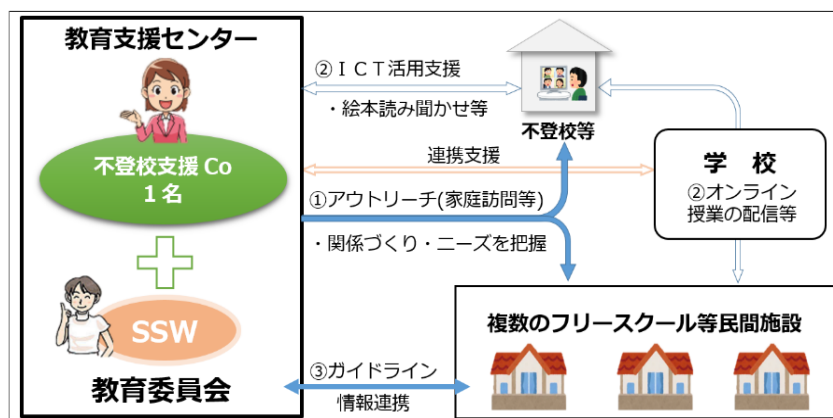 教育支援センター
不登校支援 Co
1 名
SSW
教育委員会
②ＩＣＴ活用支援
・絵本読み聞かせ等
不登校等
連携支援
①アウトリーチ(家庭訪問等)
・関係づくり・ニーズを把握
学　校
②オンライン
授業の配信等
複数のフリースクール等民間施設
③ガイドライン
情報連携